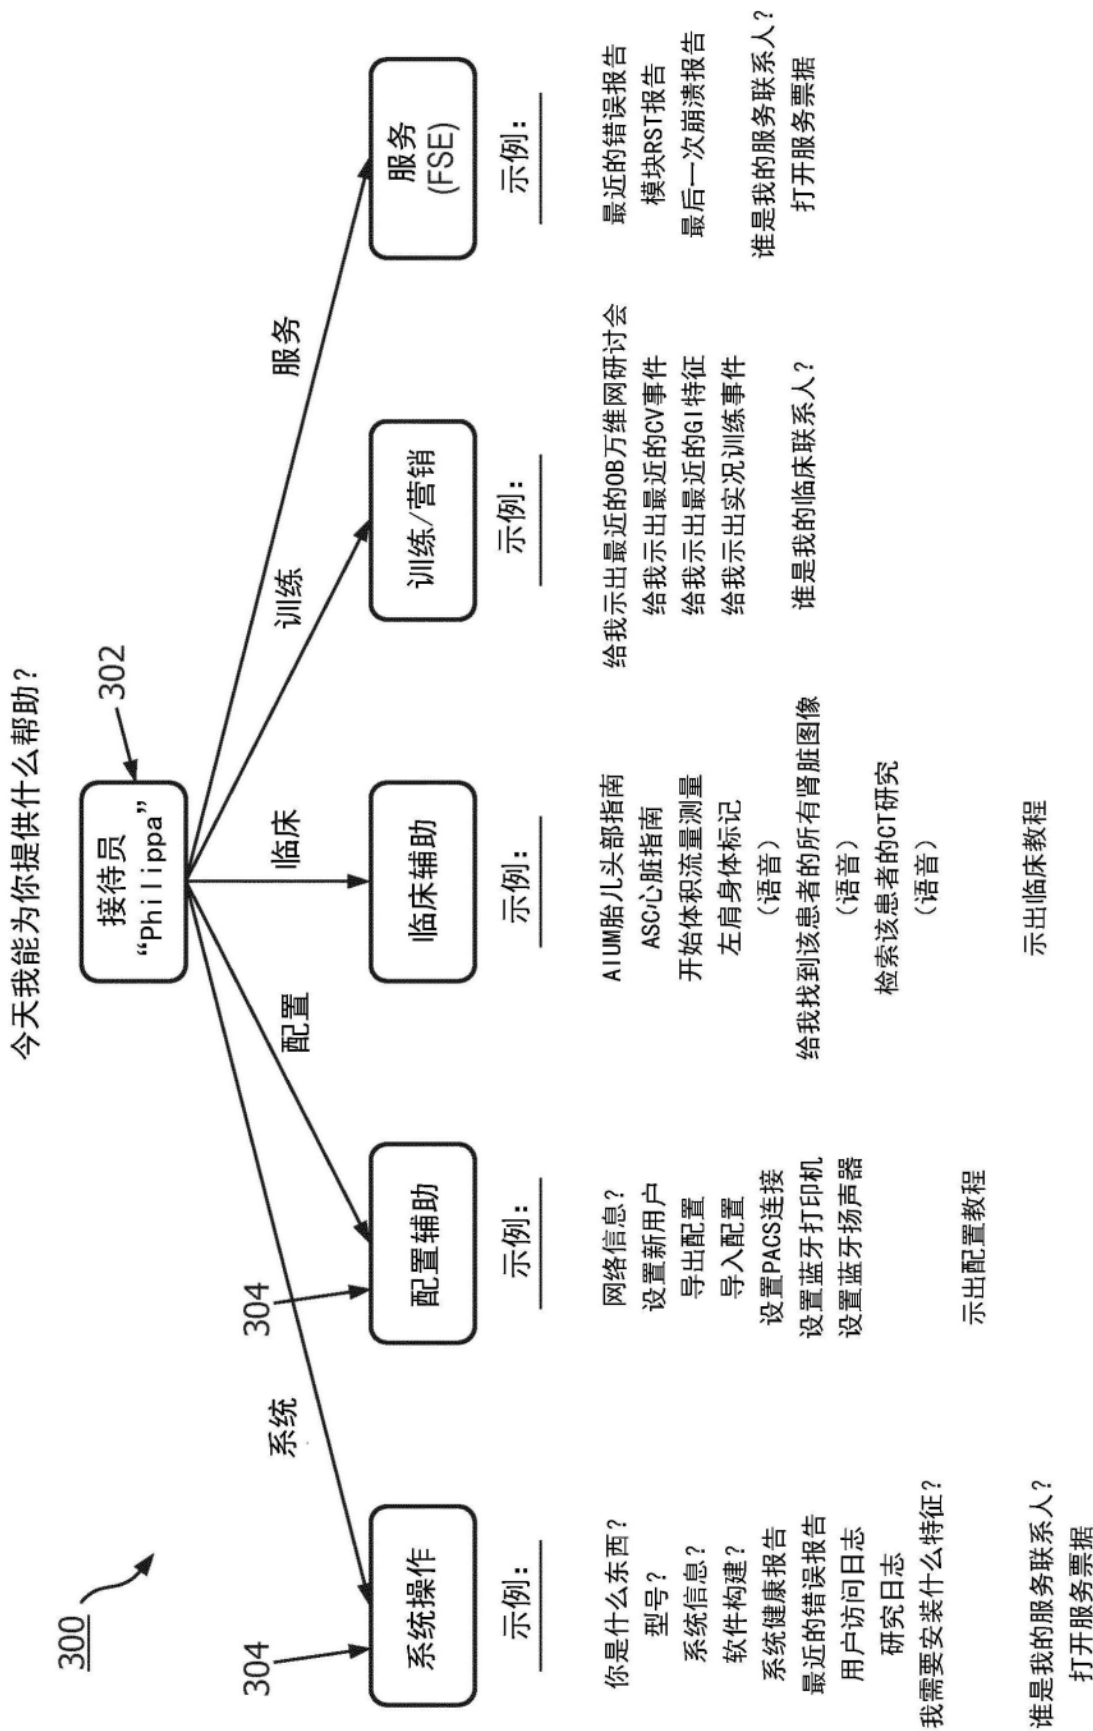 今天我能为你提供什么帮助?
300
接待员
“Philippa”
302
系统
配置
临床
训练
服务
304
304
系统操作
配置辅助
临床辅助
训练/营销
服务
(FSE)
示例:
你是什么东西?
型号?
系统信息?
软件构建?
系统健康报告
最近的错误报告
用户访问日志
研究日志
我需要安装什么特征?
谁是我的服务联系人?
打开服务票据
示例:
网络信息?
设置新用户
导出配置
导入配置
设置PACS连接
设置蓝牙打印机
设置蓝牙扬声器
示出配置教程
示例:
AIUM胎儿头部指南
ASC心脏指南
开始体积流量测量
左肩身体标记
(语音)
给我找到该患者的所有肾脏图像
(语音)
检索该患者的CT研究
(语音)
示出临床教程
示例:
给我示出最近的OB万维网研讨会
给我示出最近的CV事件
给我示出最近的GI特征
给我示出实况训练事件
谁是我的临床联系人?
示例:
最近的错误报告
模块RST报告
最后一次崩溃报告
谁是我的服务联系人?
打开服务票据